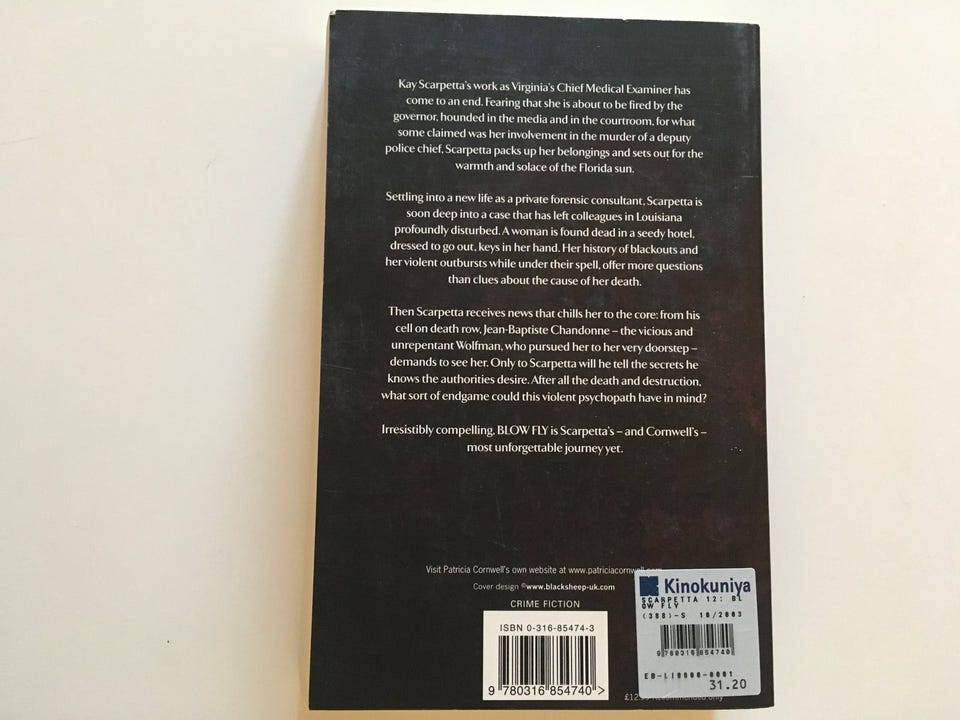 Kay Scarpetta's work as Virginia's Chief Medical Examiner has
come to an end. Fearing that she is about to be fired by the
governor, hounded in the media and in the courtroom, for what
some claimed was her involvement in the murder of a deputy
police chief, Scarpetta packs up her belongings and sets out for the
warmth and solace of the Florida sun.
Settling into a new life as a private forensic consultant, Scarpetta is
soon deep into a case that has left colleagues in Louisiana
profoundly disturbed. A woman is found dead in a seedy hotel,
dressed to go out, keys in her hand. Her history of blackouts and
her violent outbursts while under their spell, offer more questions
than clues about the cause of her death.
Then Scarpetta receives news that chills her to the core: from his
cell on death row, Jean-Baptiste Chandonne – the vicious and
unrepentant Wolfman, who pursued her to her very doorstep –
demands to see her. Only to Scarpetta will he tell the secrets he
knows the authorities desire. After all the death and destruction,
what sort of endgame could this violent psychopath have in mind?
Irresistibly compelling, BLOW FLY is Scarpetta's – and Cornwell's –
most unforgettable journey yet.
Visit Patricia Cornwell's own website at www.patriciacornwell.com
Cover design ©www.blacksheep-uk.com
CRIME FICTION
ISBN 0-316-85474-3
9 780316 854740 >
Kinokuniya
SCARPETTA 12: BL
OW FLY
(388)-S 10/2003
9 780316 854740
EB-LI0000-0001
31.20
only